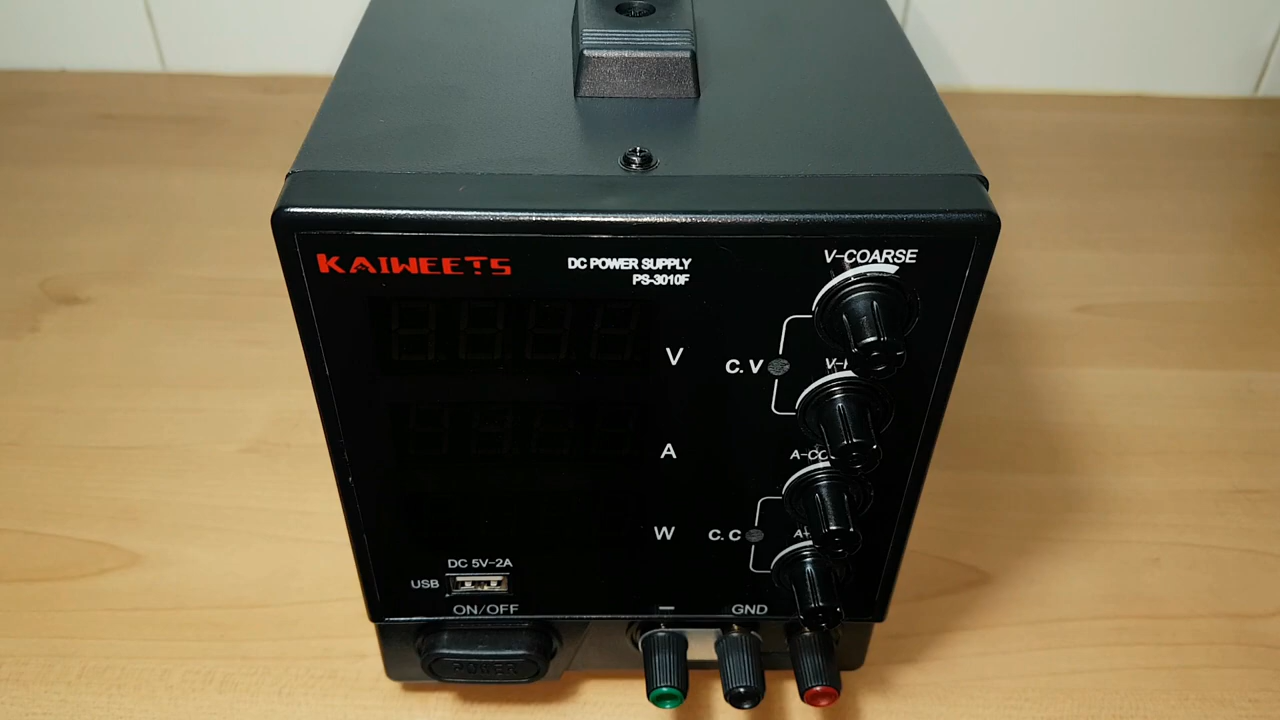 KAIWEETS
DC POWER SUPPLY
PS-3010F
V-COARSE
V
C.V
A
W
C.C
DC 5V-2A
USB
ON/OFF
— GND
POWER